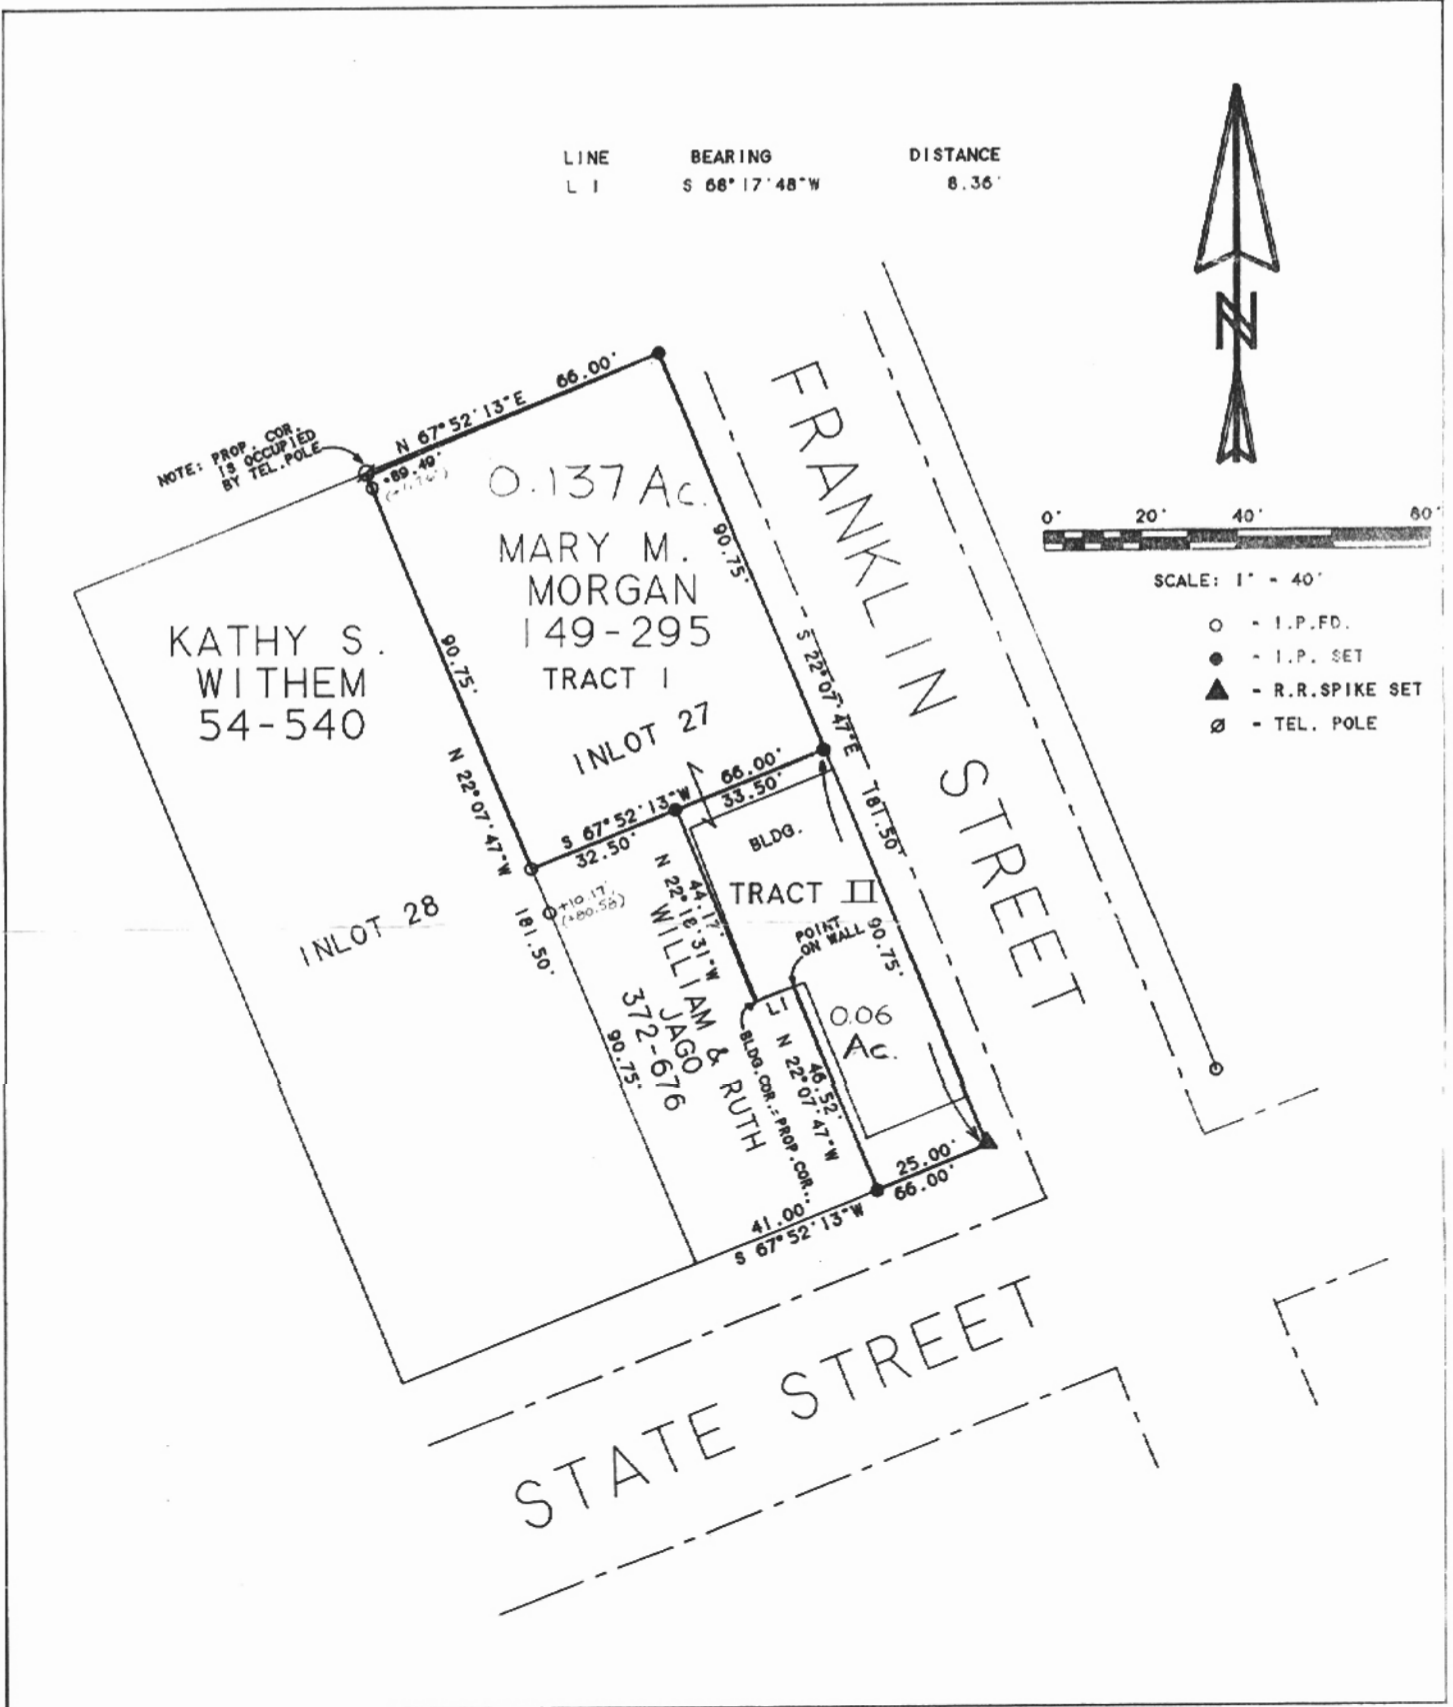 LINE BEARING DISTANCE
L 1 S 68°17'48"W 8.36'
N
0' 20' 40' 80'
SCALE: 1" - 40'
O - I.P.FD.
● - I.P. SET
▲ - R.R.SPIKE SET
Ø - TEL. POLE
FRANKLIN STREET
N 67°52'13"E 66.00'
NOTE: PROP. COR.
IS OCCUPIED
BY TEL.POLE
+89.49'
0.137 Ac.
MARY M.
MORGAN
149-295
TRACT I
INLOT 27
90.75'
S 22°07'47"E
181.50'
90.75'
KATHY S.
WITHEM
54-540
90.75'
N 22°07'47"W
181.50'
90.75'
INLOT 28
S 67°52'13"W
66.00'
32.50'
33.50'
+10.17'
(+80.58)
BLDG.
TRACT II
44.17'
N 22°18'31"W
POINT
ON WALL
L1
0.06
Ac.
WILLIAM & RUTH
JAGO
372-676
BLDG.COR.=PROP.COR.
46.52'
N 22°07'47"W
25.00'
66.00'
41.00'
S 67°52'13"W
STATE STREET